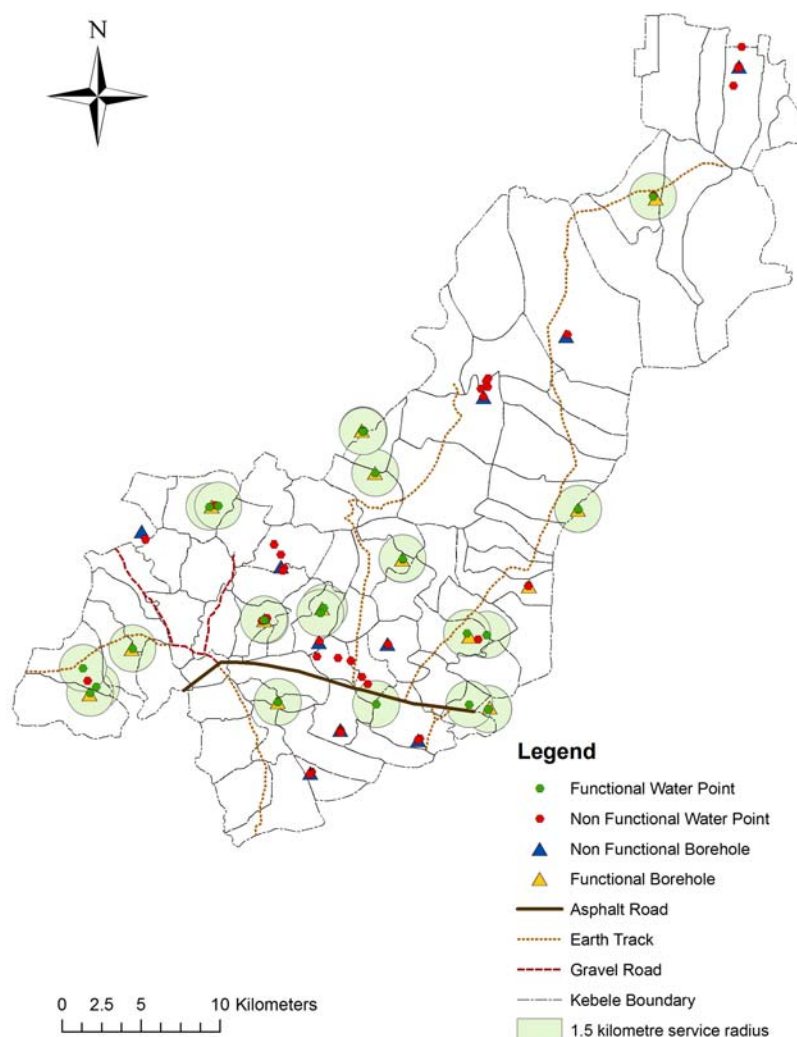 N
Legend
Functional Water Point
Non Functional Water Point
Non Functional Borehole
Functional Borehole
Asphalt Road
Earth Track
Gravel Road
Kebele Boundary
1.5 kilometre service radius
0 2.5 5 10 Kilometers